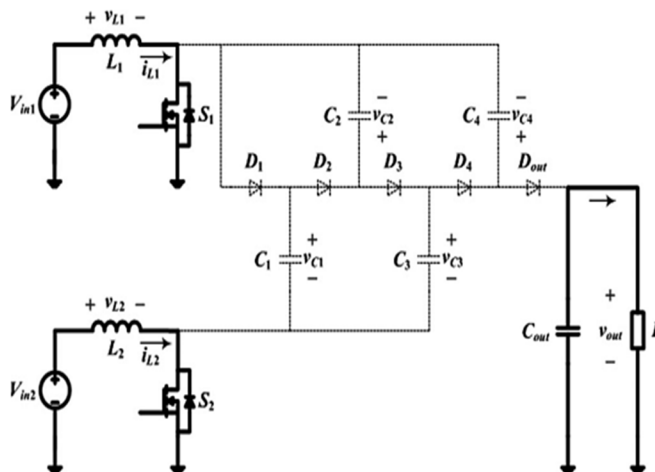 + vL1 −
L1
iL1
Vin1
S1
C2
− vC2 +
C4
− vC4 +
D1
D2
D3
D4
Dout
C1
+ vC1 −
C3
+ vC3 −
+ vL2 −
L2
iL2
Vin2
S2
Cout
+ vout −